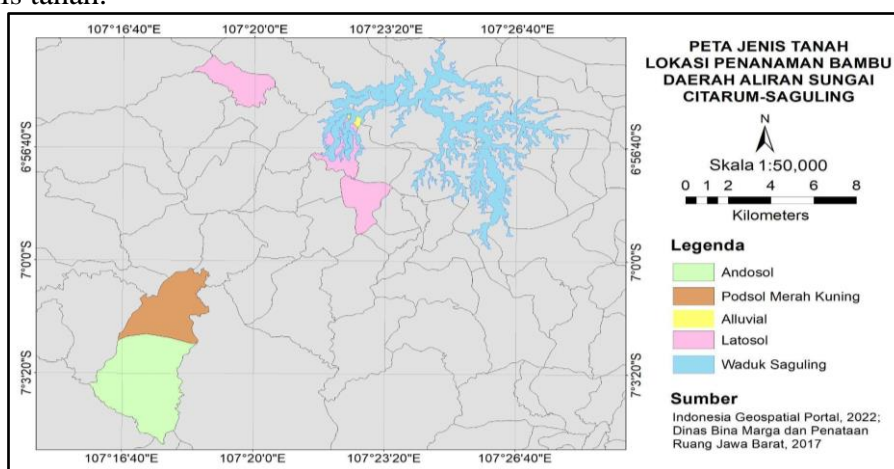 is tanah.
107°16'40"E 107°20'0"E 107°23'20"E 107°26'40"E
6°56'40"S
7°0'0"S
7°3'20"S
6°56'40"S
7°0'0"S
7°3'20"S
107°16'40"E 107°20'0"E 107°23'20"E 107°26'40"E
PETA JENIS TANAH
LOKASI PENANAMAN BAMBU
DAERAH ALIRAN SUNGAI
CITARUM-SAGULING
N
Skala 1:50,000
0 1 2 4 6 8
Kilometers
Legenda
Andosol
Podsol Merah Kuning
Alluvial
Latosol
Waduk Saguling
Sumber
Indonesia Geospatial Portal, 2022;
Dinas Bina Marga dan Penataan
Ruang Jawa Barat, 2017